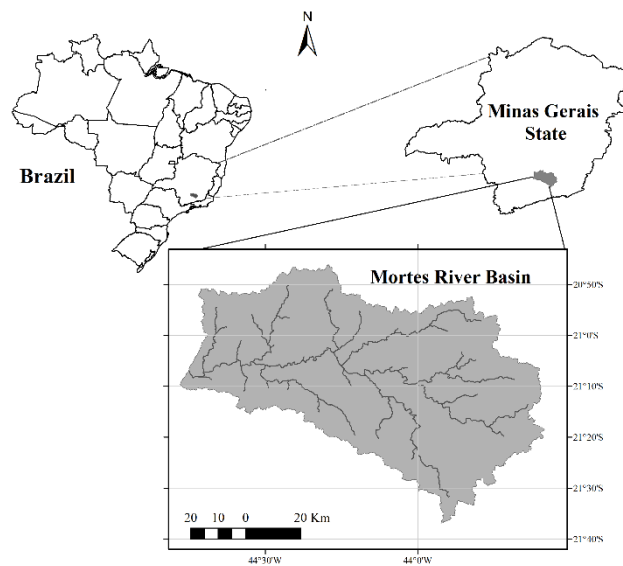 N
Minas Gerais
State
Brazil
Mortes River Basin
20°50'S
21°0'S
21°10'S
21°20'S
21°30'S
21°40'S
20 10 0 20 Km
44°30'W
44°0'W